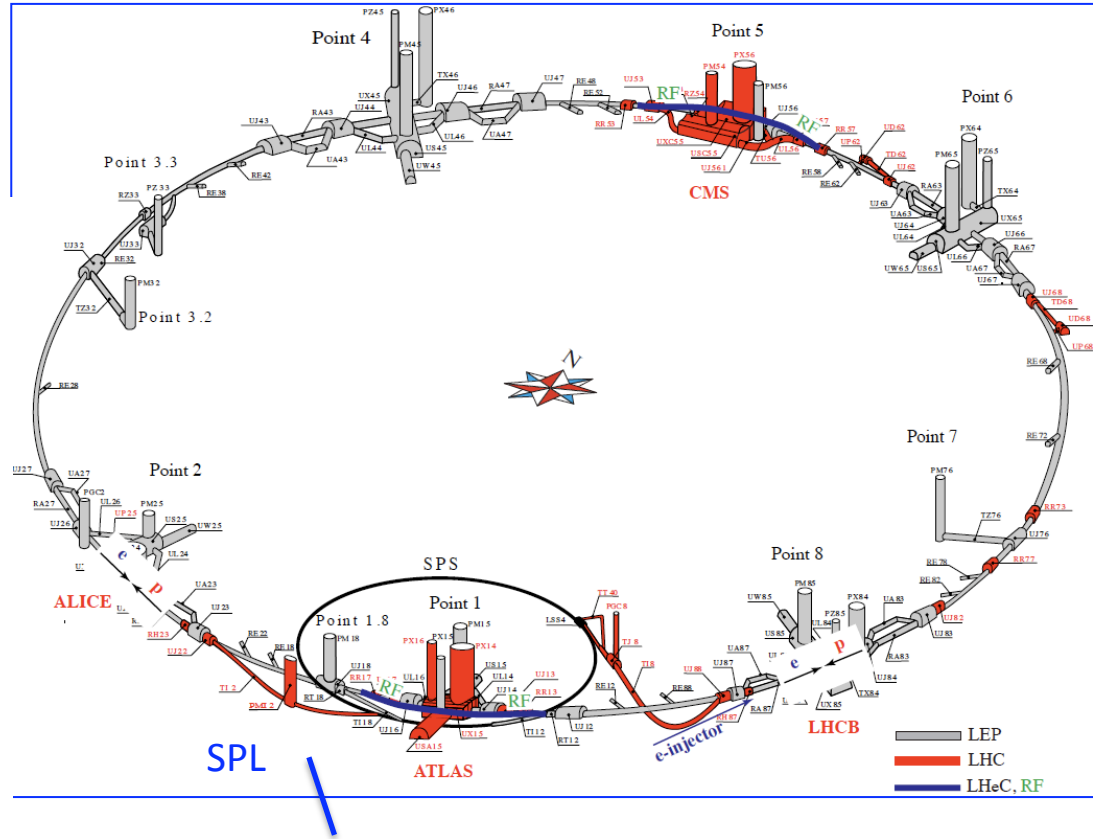 PZ45
PX46
Point 4
PM45
TX46
UX45
UJ44
RA43
UJ43
UA43
UL44
US45
UW45
UL46
UJ46
RA47
UA47
UJ47
RE48
RE52
UJ53
RR53
UL54
RF
RZ54
Point 5
PM54
PX56
PM56
UJ56
RF
RR57
UXC55
USC55
UJ561
TU56
UL56
CMS
RE58
RE62
UP62
UD62
TD62
UJ62
Point 6
PX64
PM65
PZ65
TX64
UX65
RA63
UJ63
UA63
UJ64
UL64
UW65
US65
UL66
UJ66
RA67
UA67
UJ67
UJ68
TD68
UD68
UP68
RE68
RE72
Point 3.3
PZ33
RZ33
RE38
RE42
UJ33
UJ32
RE32
PM32
TZ32
Point 3.2
N
RE28
Point 2
UJ27
UA27
PGC2
RA27
UL26
UP25
PM25
US25
UW25
UJ26
UL24
e
p
ALICE
UA23
UJ23
RH23
UJ22
RE22
RE18
TI2
PMI2
SPS
Point 1
Point 1.8
PM18
UJ18
RR17
RF
RT18
TI18
UJ16
UL16
PX16
PX15
PM15
PX14
US15
UL14
UJ14
UJ13
RF
RR13
USA15
UX15
ATLAS
TI12
RT12
UJ12
LSS4
TT40
PGC8
TJ8
TI8
RE12
RE88
UJ88
UJ87
UA87
RH87
RA87
e-injector
Point 7
PM76
TZ76
RR73
UJ76
RR77
RE78
RE82
UJ82
Point 8
PM85
UW85
US85
UL84
PZ85
PX84
UA83
UJ83
RA83
UJ84
TX84
UX85
e
p
LHCB
SPL
LEP
LHC
LHeC, RF